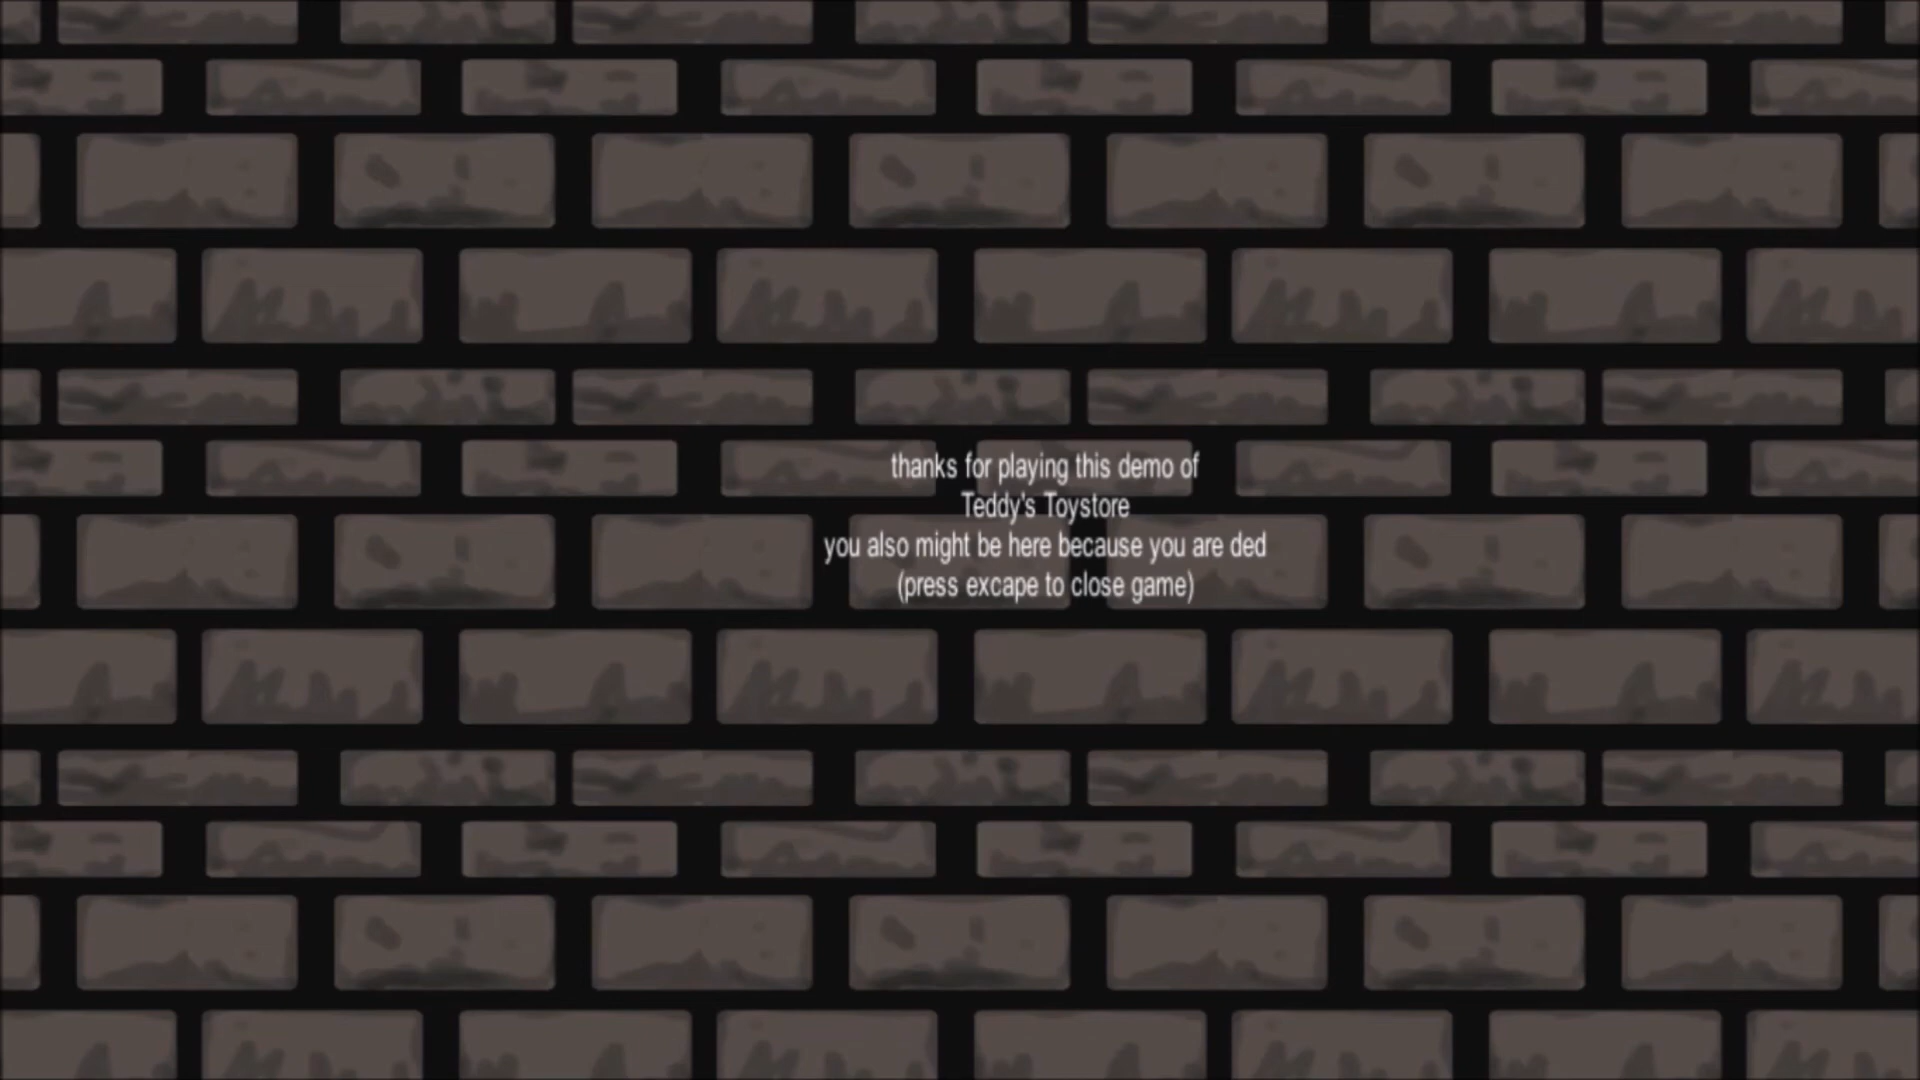 thanks for playing this demo of
Teddy's Toystore
you also might be here because you are ded
(press excape to close game)